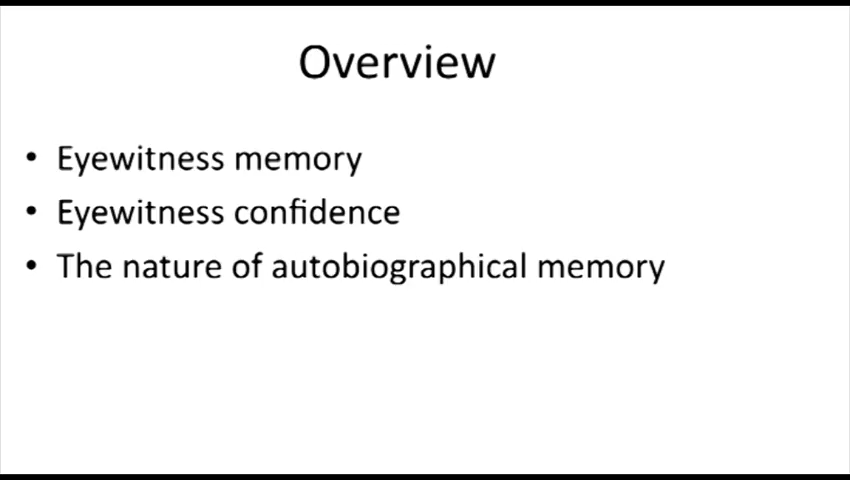 Overview
• Eyewitness memory
• Eyewitness confidence
• The nature of autobiographical memory